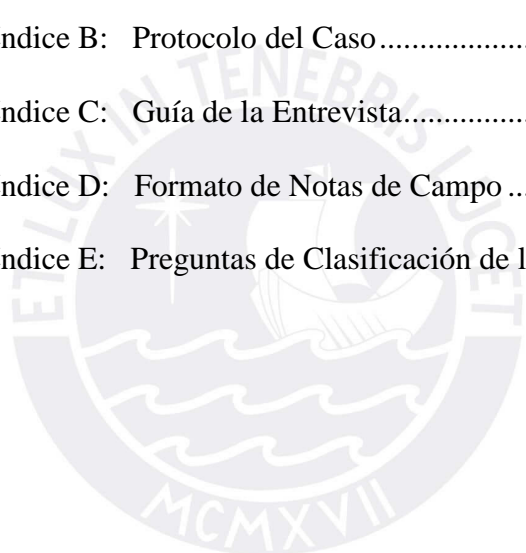 ndice B: Protocolo del Caso..................
ndice C: Guía de la Entrevista................
ndice D: Formato de Notas de Campo...
ndice E: Preguntas de Clasificación de l
ET LUX IN TENEBRIS LUCET
MCMXVII